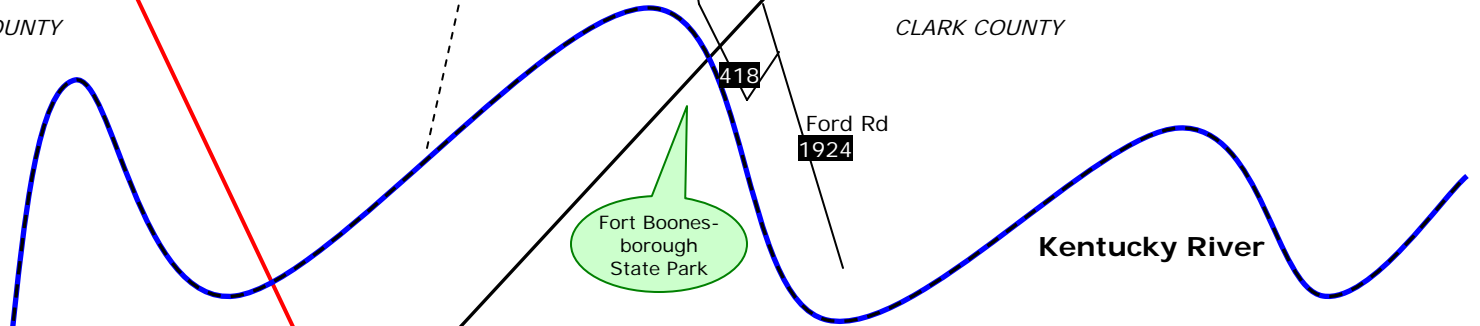 OUNTY
CLARK COUNTY
418
Ford Rd
1924
Fort Boones-
borough
State Park
Kentucky River